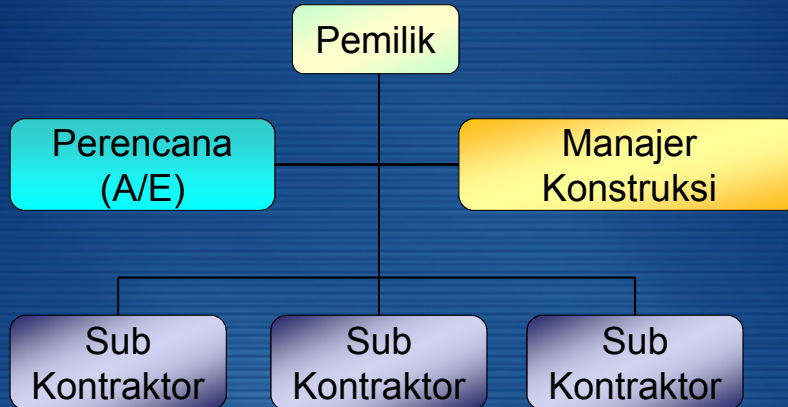 Pemilik
Perencana
(A/E)
Manajer
Konstruksi
Sub
Kontraktor
Sub
Kontraktor
Sub
Kontraktor